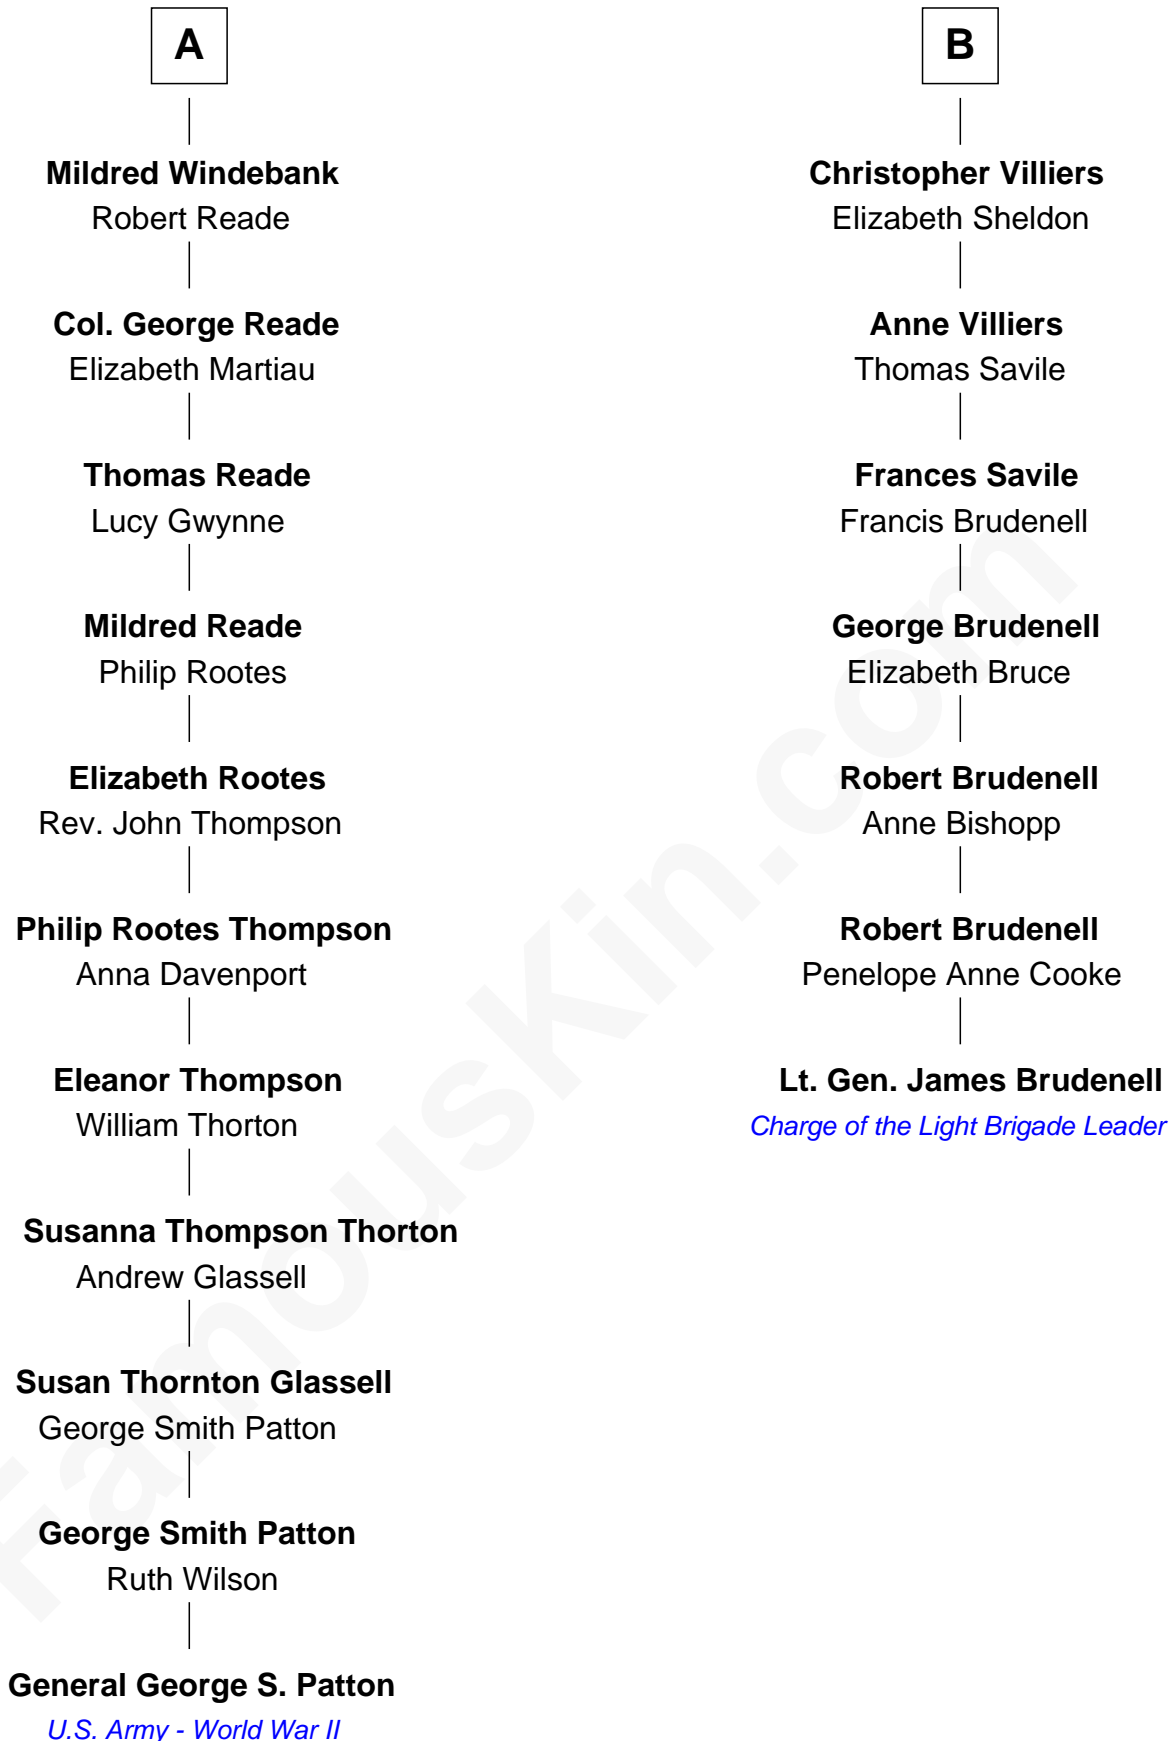 A
Mildred Windebank
Robert Reade
Col. George Reade
Elizabeth Martiau
Thomas Reade
Lucy Gwynne
Mildred Reade
Philip Rootes
Elizabeth Rootes
Rev. John Thompson
Philip Rootes Thompson
Anna Davenport
Eleanor Thompson
William Thorton
Susanna Thompson Thorton
Andrew Glassell
Susan Thornton Glassell
George Smith Patton
George Smith Patton
Ruth Wilson
General George S. Patton
U.S. Army - World War II
B
Christopher Villiers
Elizabeth Sheldon
Anne Villiers
Thomas Savile
Frances Savile
Francis Brudenell
George Brudenell
Elizabeth Bruce
Robert Brudenell
Anne Bishopp
Robert Brudenell
Penelope Anne Cooke
Lt. Gen. James Brudenell
Charge of the Light Brigade Leader
FamousKin.com